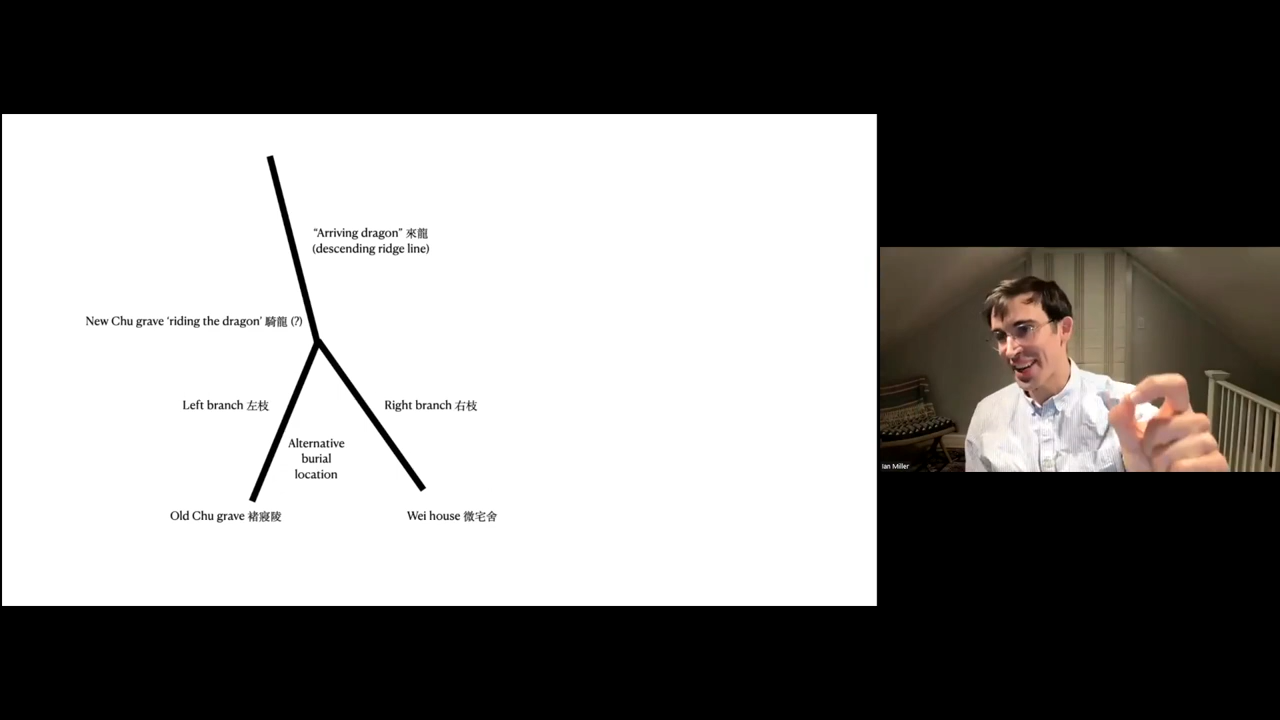 “Arriving dragon” 來龍
(descending ridge line)
New Chu grave ‘riding the dragon’ 騎龍 (?)
Left branch 左枝
Right branch 右枝
Alternative
burial
location
Old Chu grave 褚寢陵
Wei house 微宅舍
Ian Miller